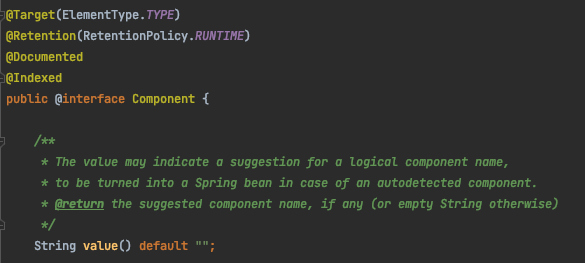 @Target(ElementType.TYPE)
@Retention(RetentionPolicy.RUNTIME)
@Documented
@Indexed
public @interface Component {
/**
* The value may indicate a suggestion for a logical component name,
* to be turned into a Spring bean in case of an autodetected component.
* @return the suggested component name, if any (or empty String otherwise)
*/
String value() default "";